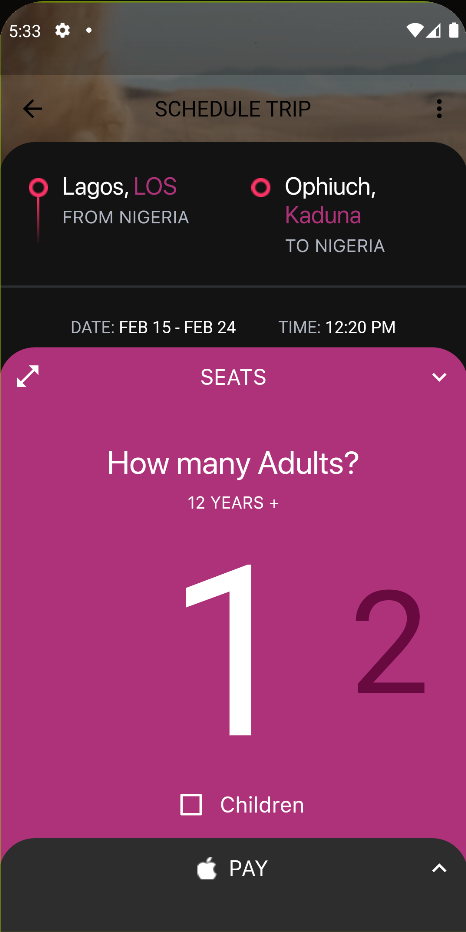 5:33
SCHEDULE TRIP
Lagos, LOS
FROM NIGERIA
Ophiuch,
Kaduna
TO NIGERIA
DATE: FEB 15 - FEB 24 TIME: 12:20 PM
SEATS
How many Adults?
12 YEARS +
1 2
Children
PAY